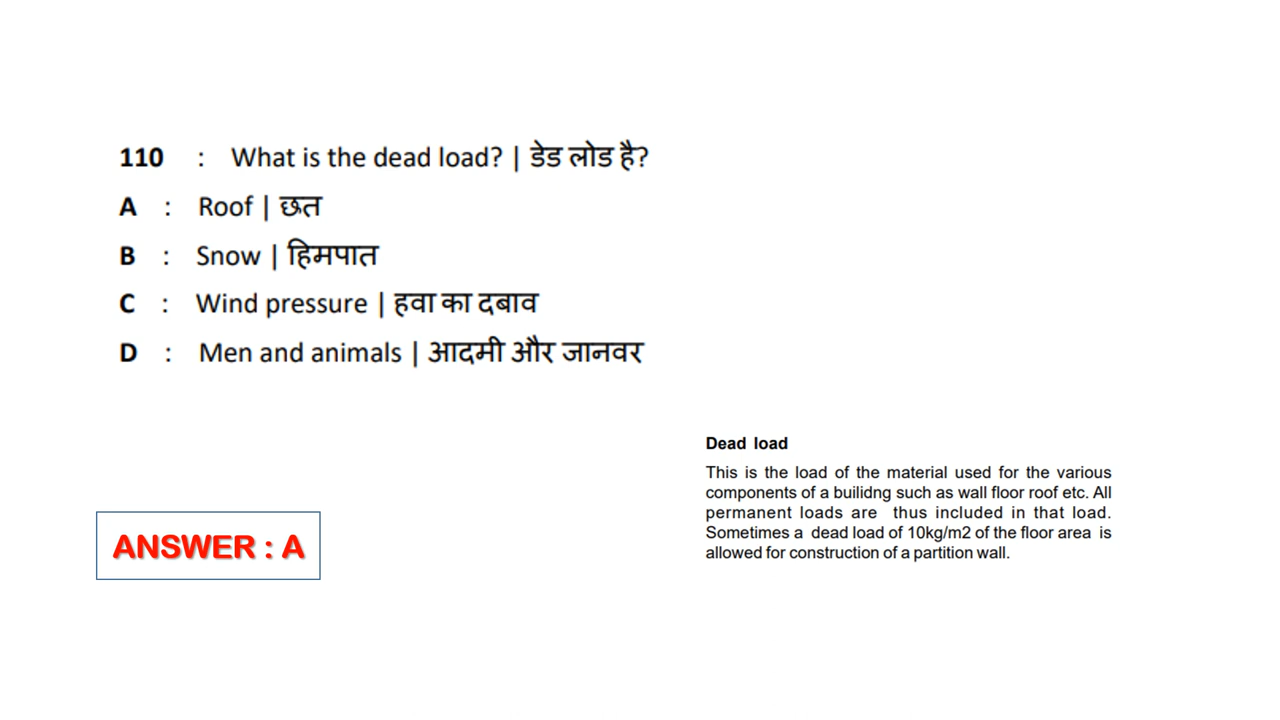 110 : What is the dead load? | डेड लोड है?
A : Roof | छत
B : Snow | हिमपात
C : Wind pressure | हवा का दबाव
D : Men and animals | आदमी और जानवर
Dead load
This is the load of the material used for the various
components of a builidng such as wall floor roof etc. All
permanent loads are thus included in that load.
Sometimes a dead load of 10kg/m2 of the floor area is
allowed for construction of a partition wall.
ANSWER : A